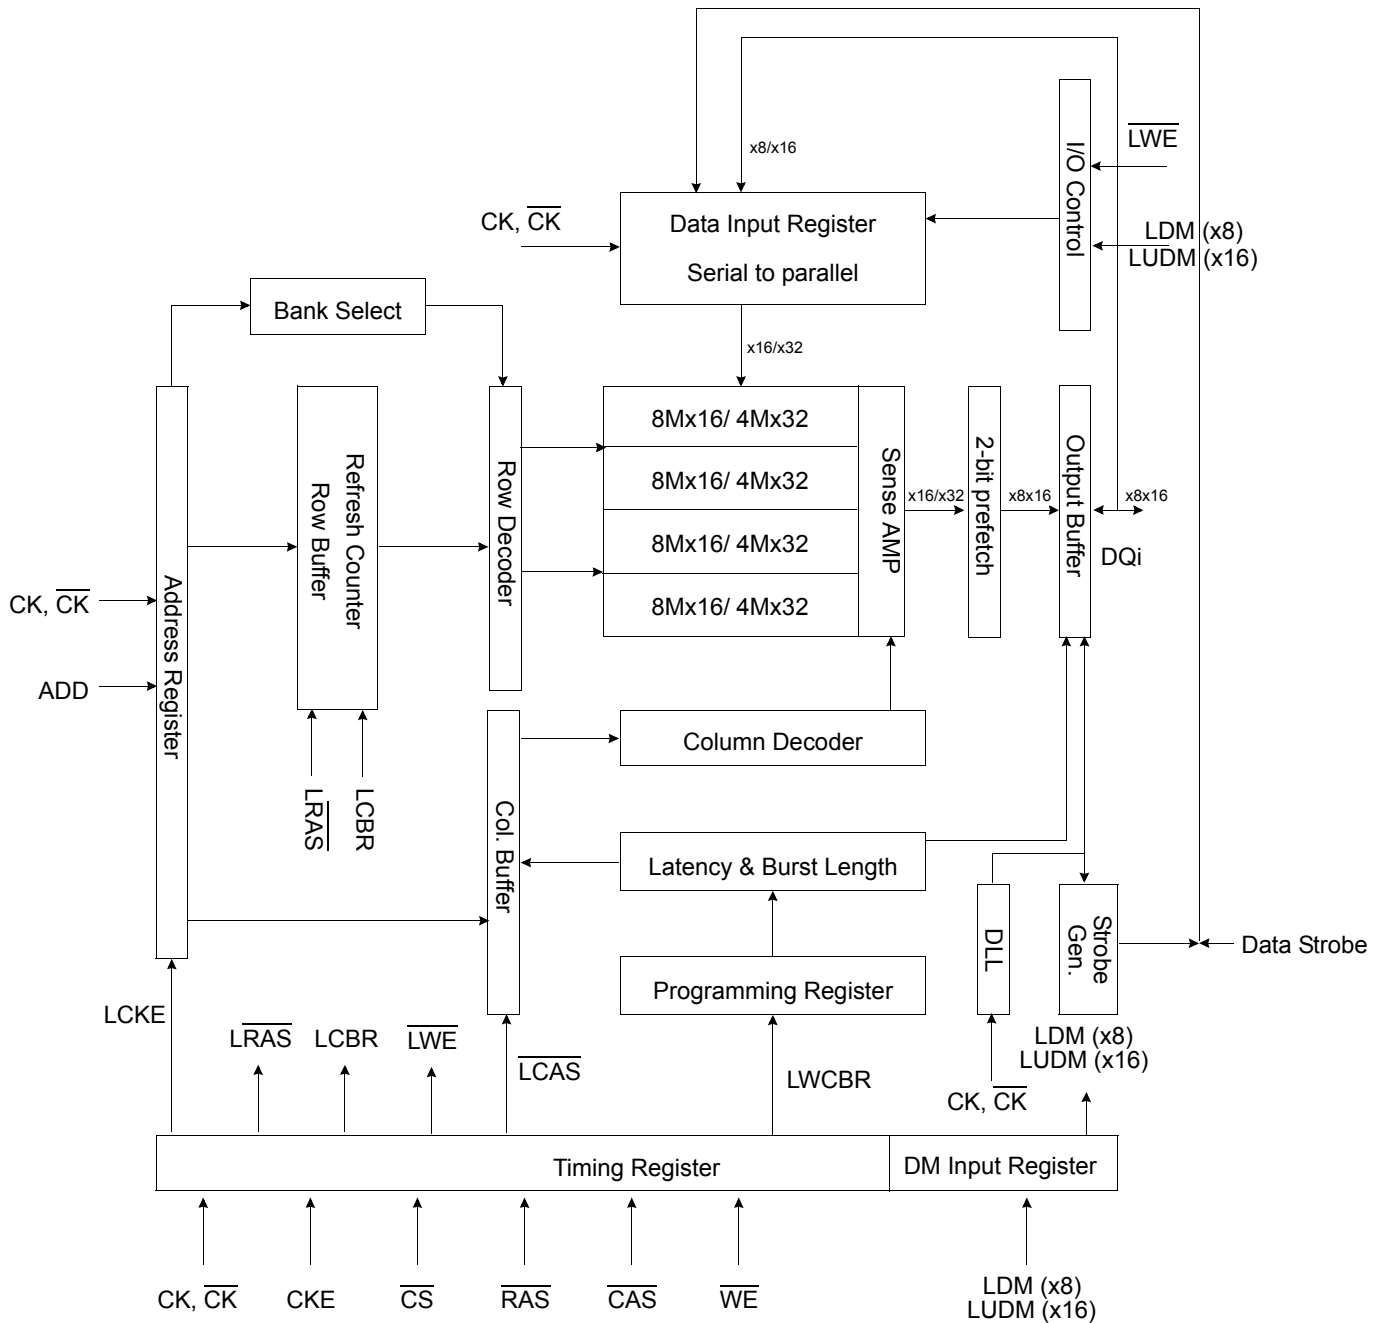 x8/x16
LWE
I/O Control
CK, CK
Data Input Register
Serial to parallel
LDM (x8)
LUDM (x16)
Bank Select
x16/x32
8Mx16/ 4Mx32
8Mx16/ 4Mx32
8Mx16/ 4Mx32
8Mx16/ 4Mx32
Address Register
Refresh Counter
Row Buffer
Row Decoder
Sense AMP
x16/x32
2-bit prefetch
x8x16
Output Buffer
x8x16
DQi
CK, CK
ADD
LRAS
LCBR
Col. Buffer
Column Decoder
Latency & Burst Length
Programming Register
DLL
Strobe
Gen.
Data Strobe
LCKE
LRAS
LCBR
LWE
LCAS
LWCBR
CK, CK
LDM (x8)
LUDM (x16)
Timing Register
DM Input Register
CK, CK
CKE
CS
RAS
CAS
WE
LDM (x8)
LUDM (x16)